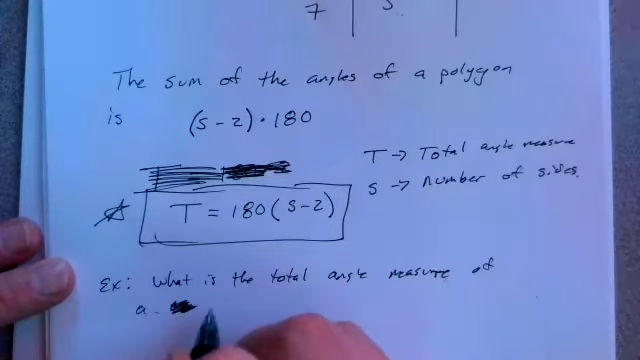 7 | 5
The sum of the angles of a polygon
is (s-2)·180
T → Total angle measure
s → Number of sides
T = 180(s-2)
Ex: What is the total angle measure of
a